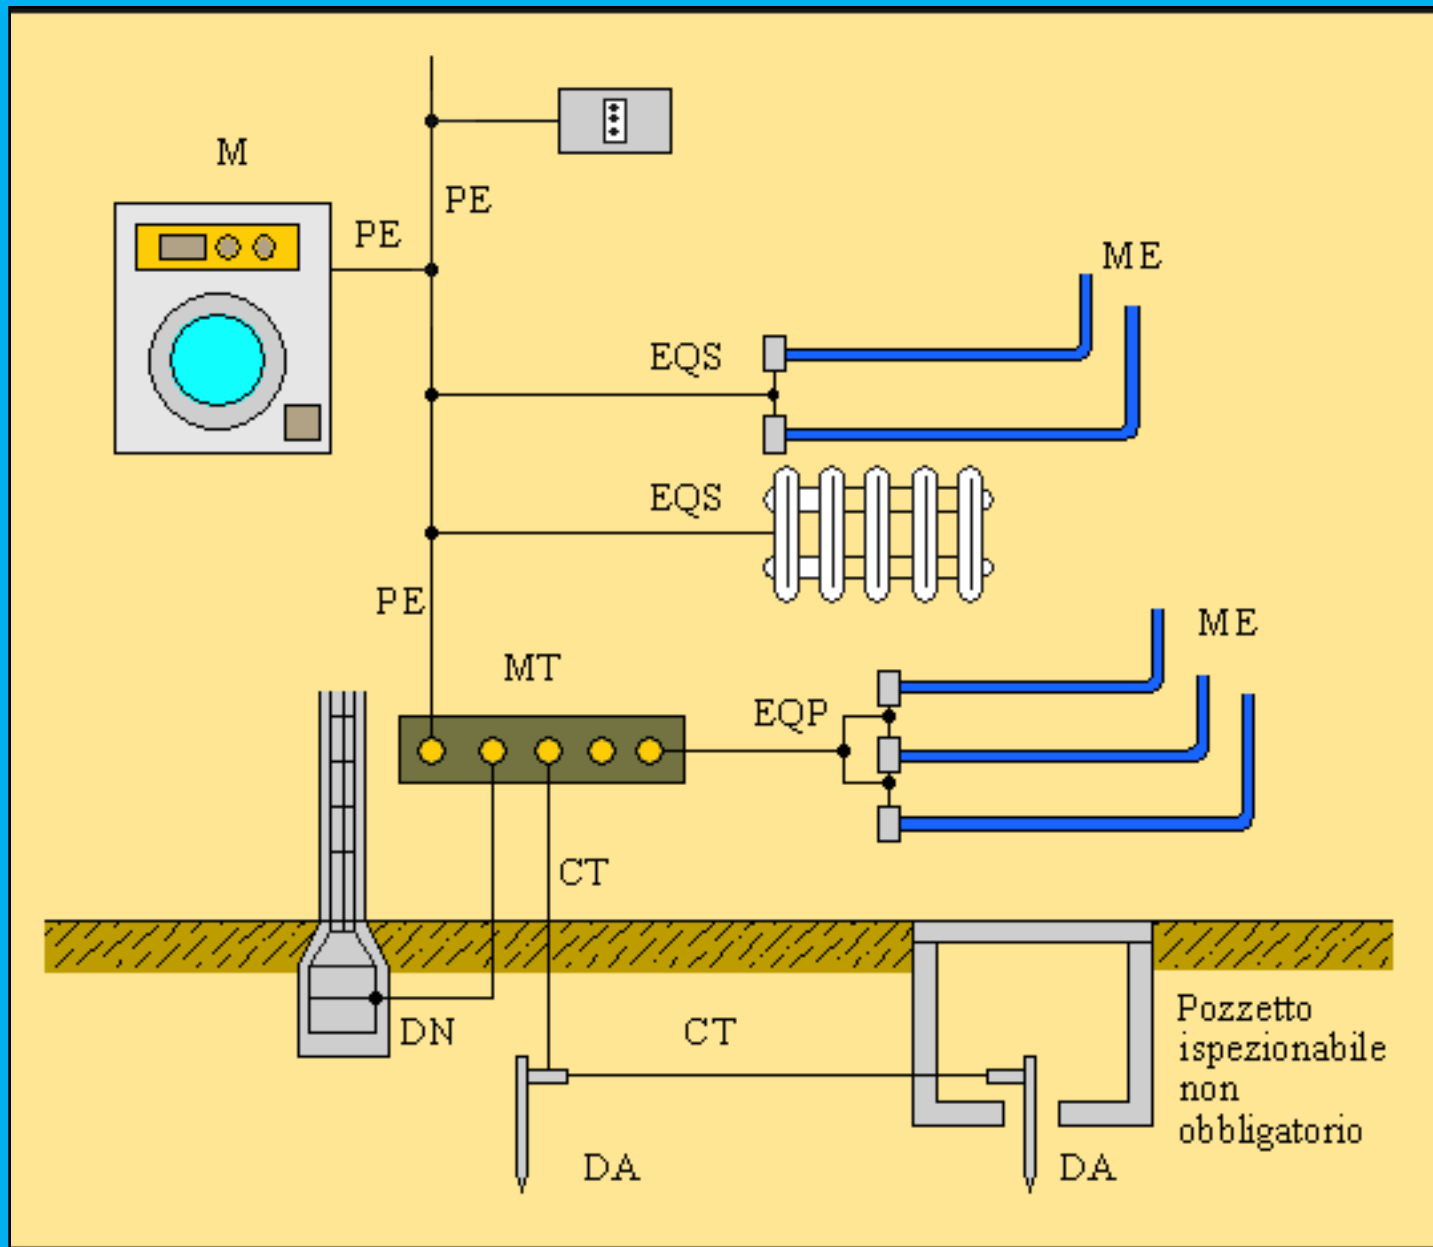 M
PE
PE
ME
EQS
EQS
PE
ME
MT
EQP
CT
DN
CT
Pozzetto
ispezionabile
non
obbligatorio
DA
DA